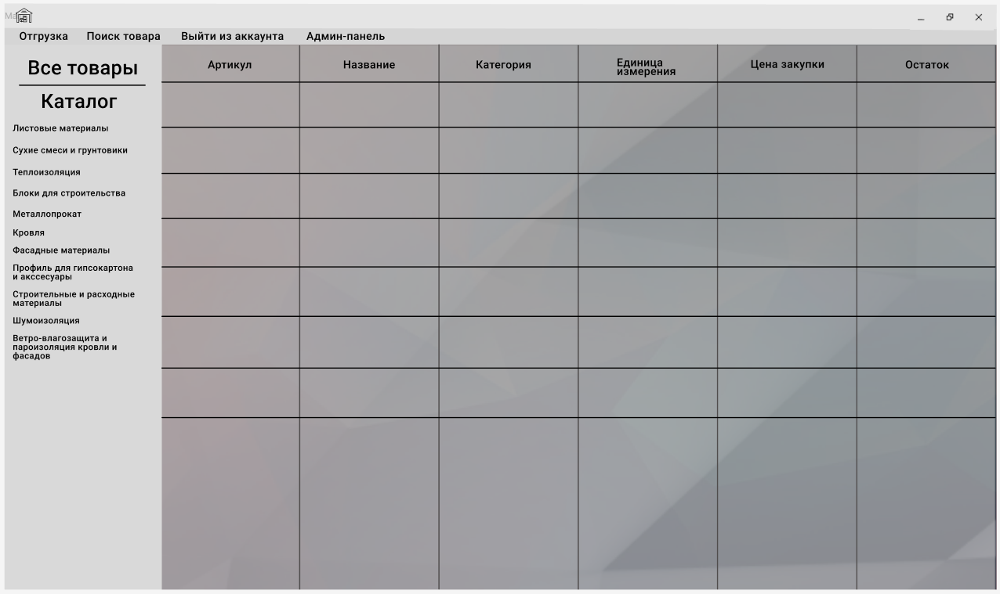 Ma
Отгрузка Поиск товара Выйти из аккаунта Админ-панель
Все товары
Каталог
Листовые материалы
Сухие смеси и грунтовики
Теплоизоляция
Блоки для строительства
Металлопрокат
Кровля
Фасадные материалы
Профиль для гипсокартона
и акссесуары
Строительные и расходные
материалы
Шумоизоляция
Ветро-влагозащита и
пароизоляция кровли и
фасадов
Артикул
Название
Категория
Единица
измерения
Цена закупки
Остаток